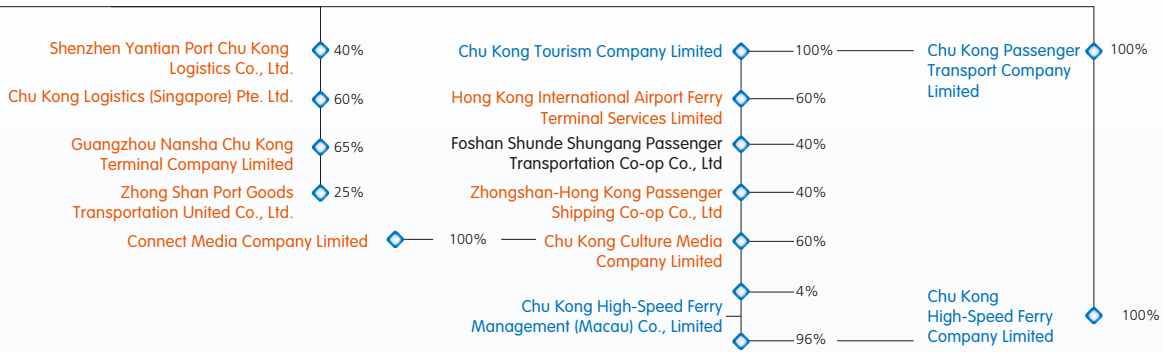 Shenzhen Yantian Port Chu Kong
Logistics Co., Ltd.
40%
Chu Kong Logistics (Singapore) Pte. Ltd.
60%
Guangzhou Nansha Chu Kong
Terminal Company Limited
65%
Zhong Shan Port Goods
Transportation United Co., Ltd.
25%
Connect Media Company Limited
100%
Chu Kong Tourism Company Limited
100%
Hong Kong International Airport Ferry
Terminal Services Limited
60%
Foshan Shunde Shungang Passenger
Transportation Co-op Co., Ltd
40%
Zhongshan-Hong Kong Passenger
Shipping Co-op Co., Ltd
40%
Chu Kong Culture Media
Company Limited
60%
4%
Chu Kong High-Speed Ferry
Management (Macau) Co., Limited
96%
Chu Kong Passenger
Transport Company
Limited
100%
Chu Kong
High-Speed Ferry
Company Limited
100%